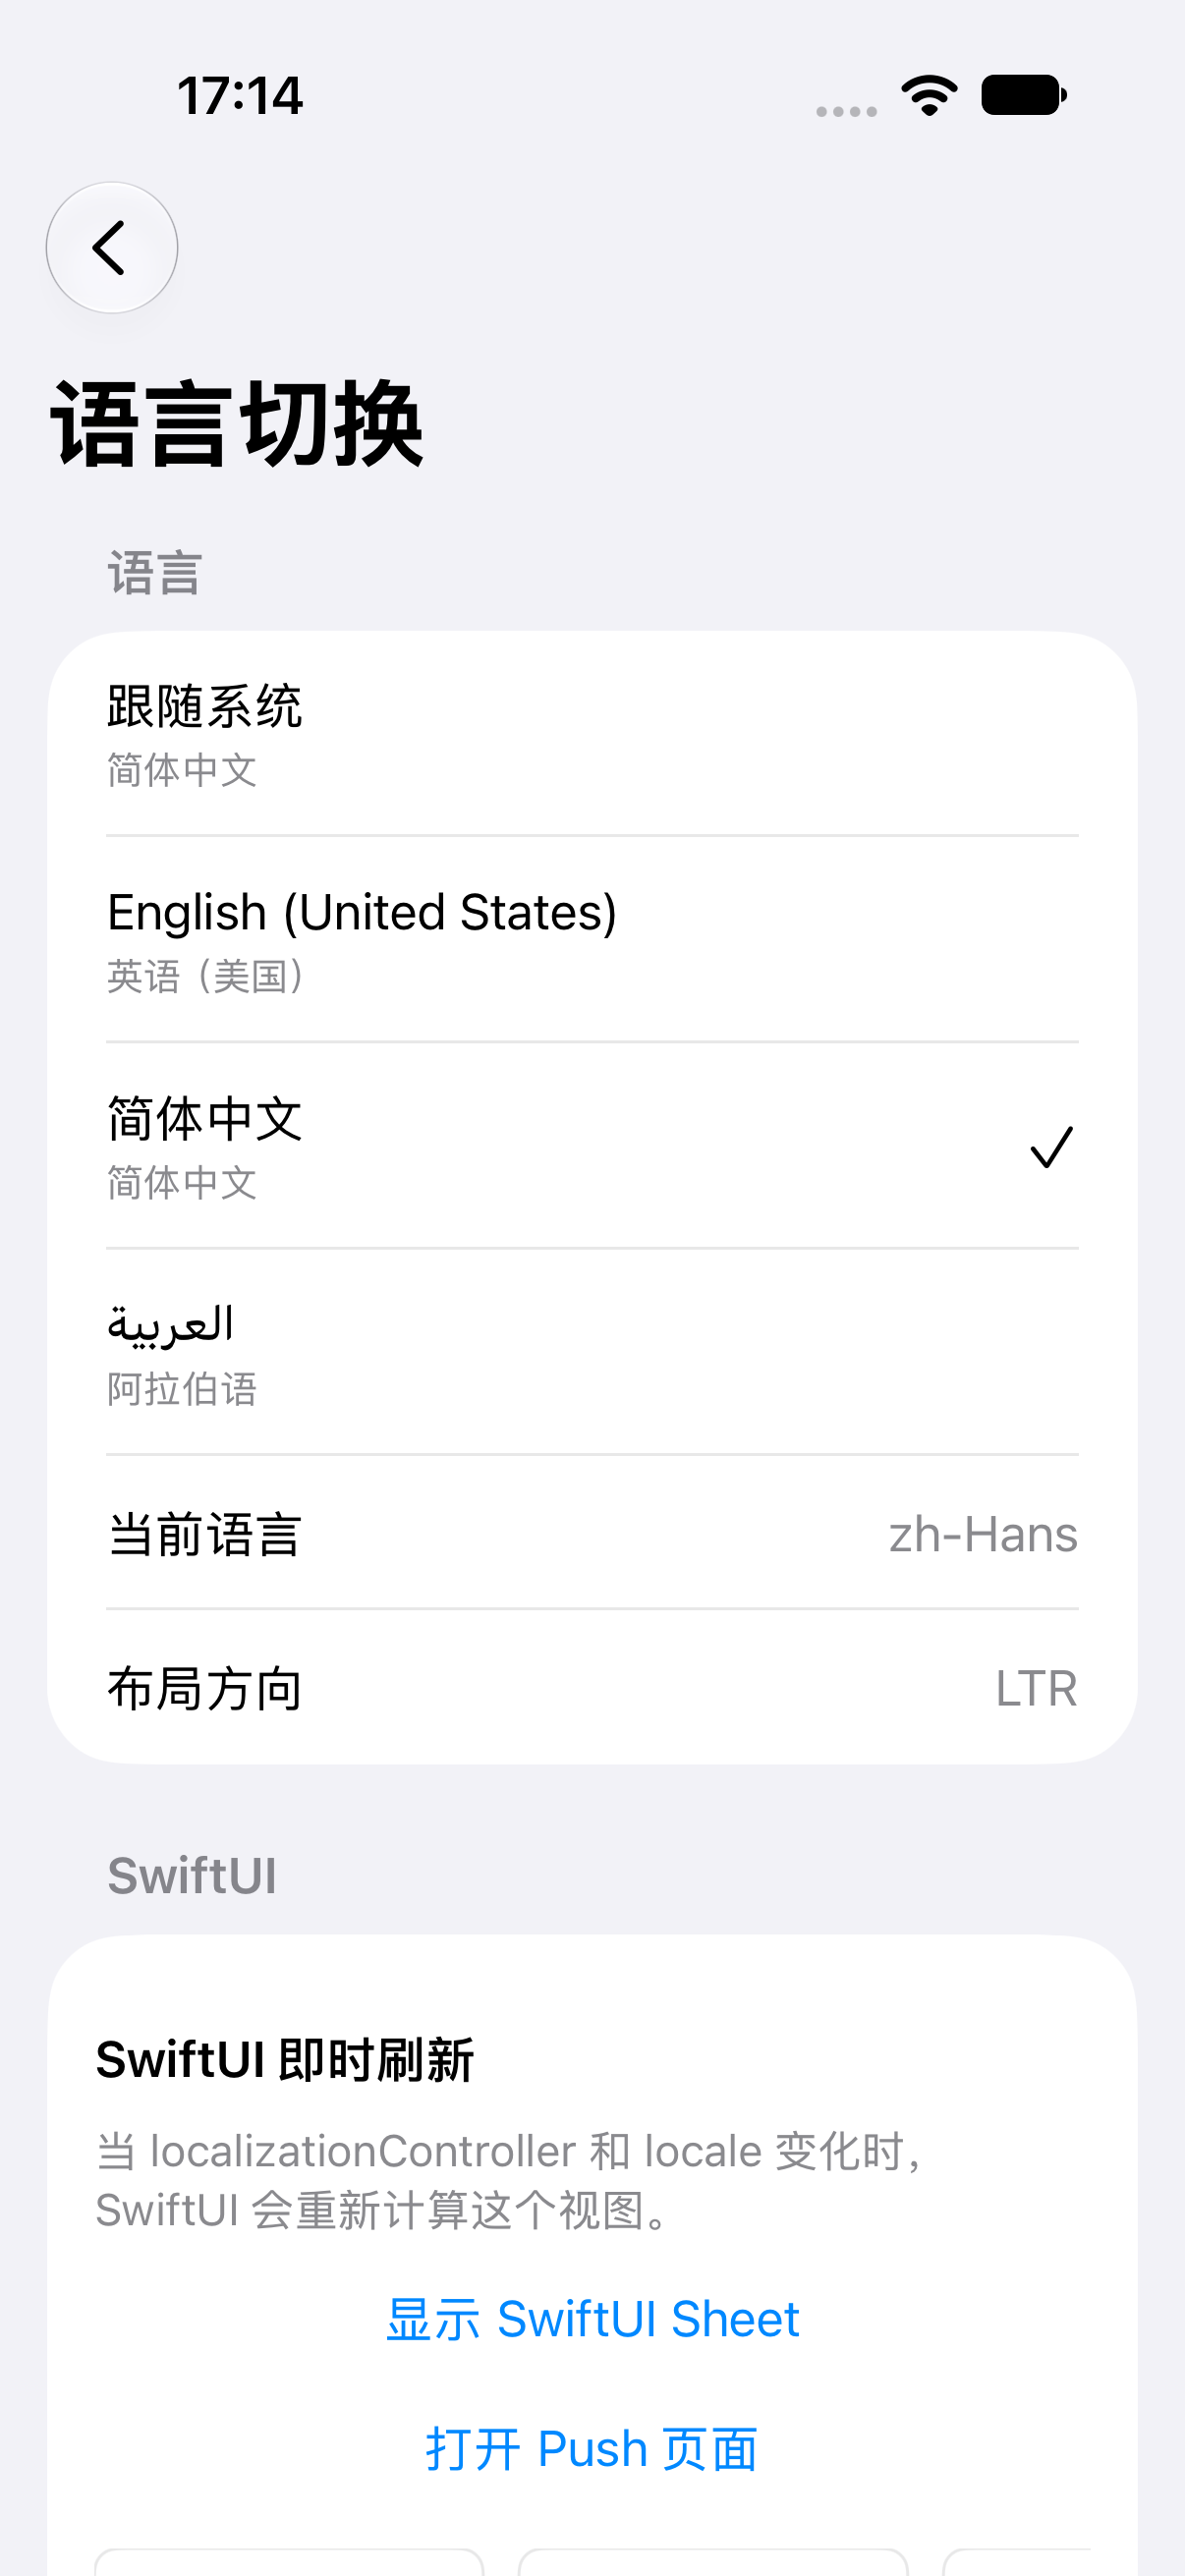 17:14
语言切换
语言
跟随系统
简体中文
English (United States)
英语（美国）
简体中文
简体中文
العربية
阿拉伯语
当前语言 zh-Hans
布局方向 LTR
SwiftUI
SwiftUI 即时刷新
当 localizationController 和 locale 变化时，
SwiftUI 会重新计算这个视图。
显示 SwiftUI Sheet
打开 Push 页面